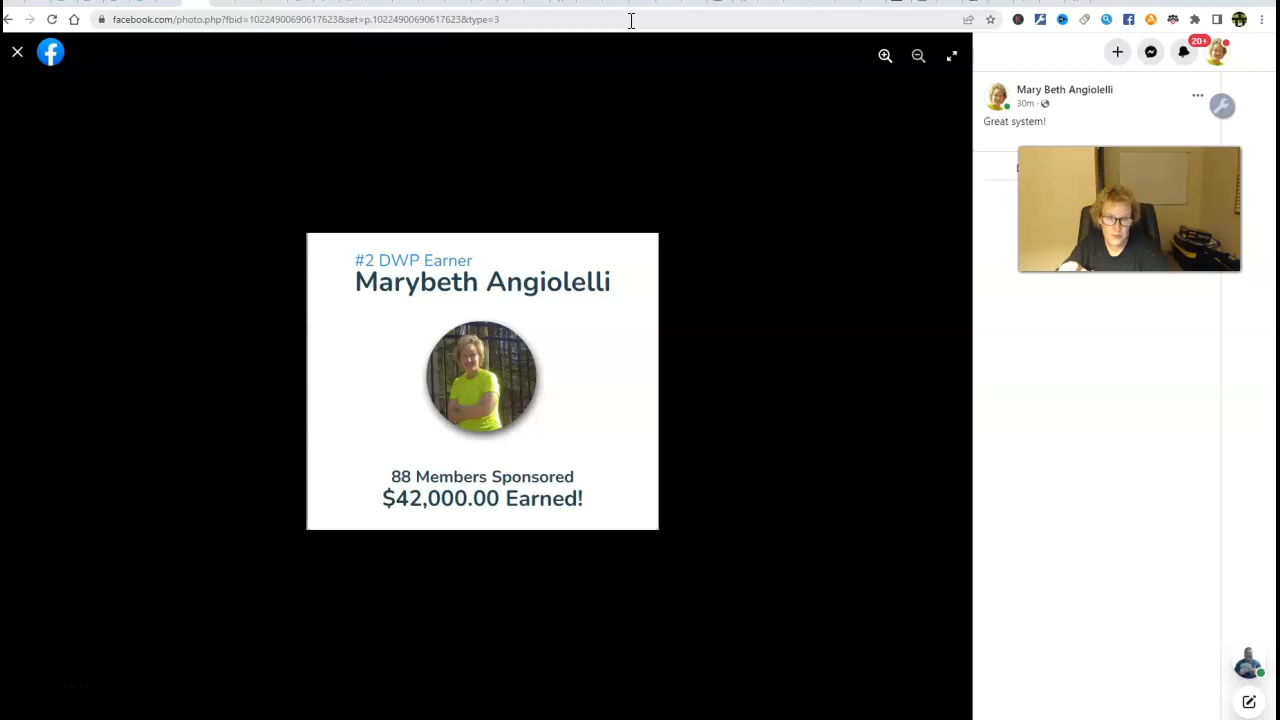 facebook.com/photo.php?fbid=10224900690617623&set=p.10224900690617623&type=3
20+
Mary Beth Angiolelli
30m
Great system!
#2 DWP Earner
Marybeth Angiolelli
88 Members Sponsored
$42,000.00 Earned!